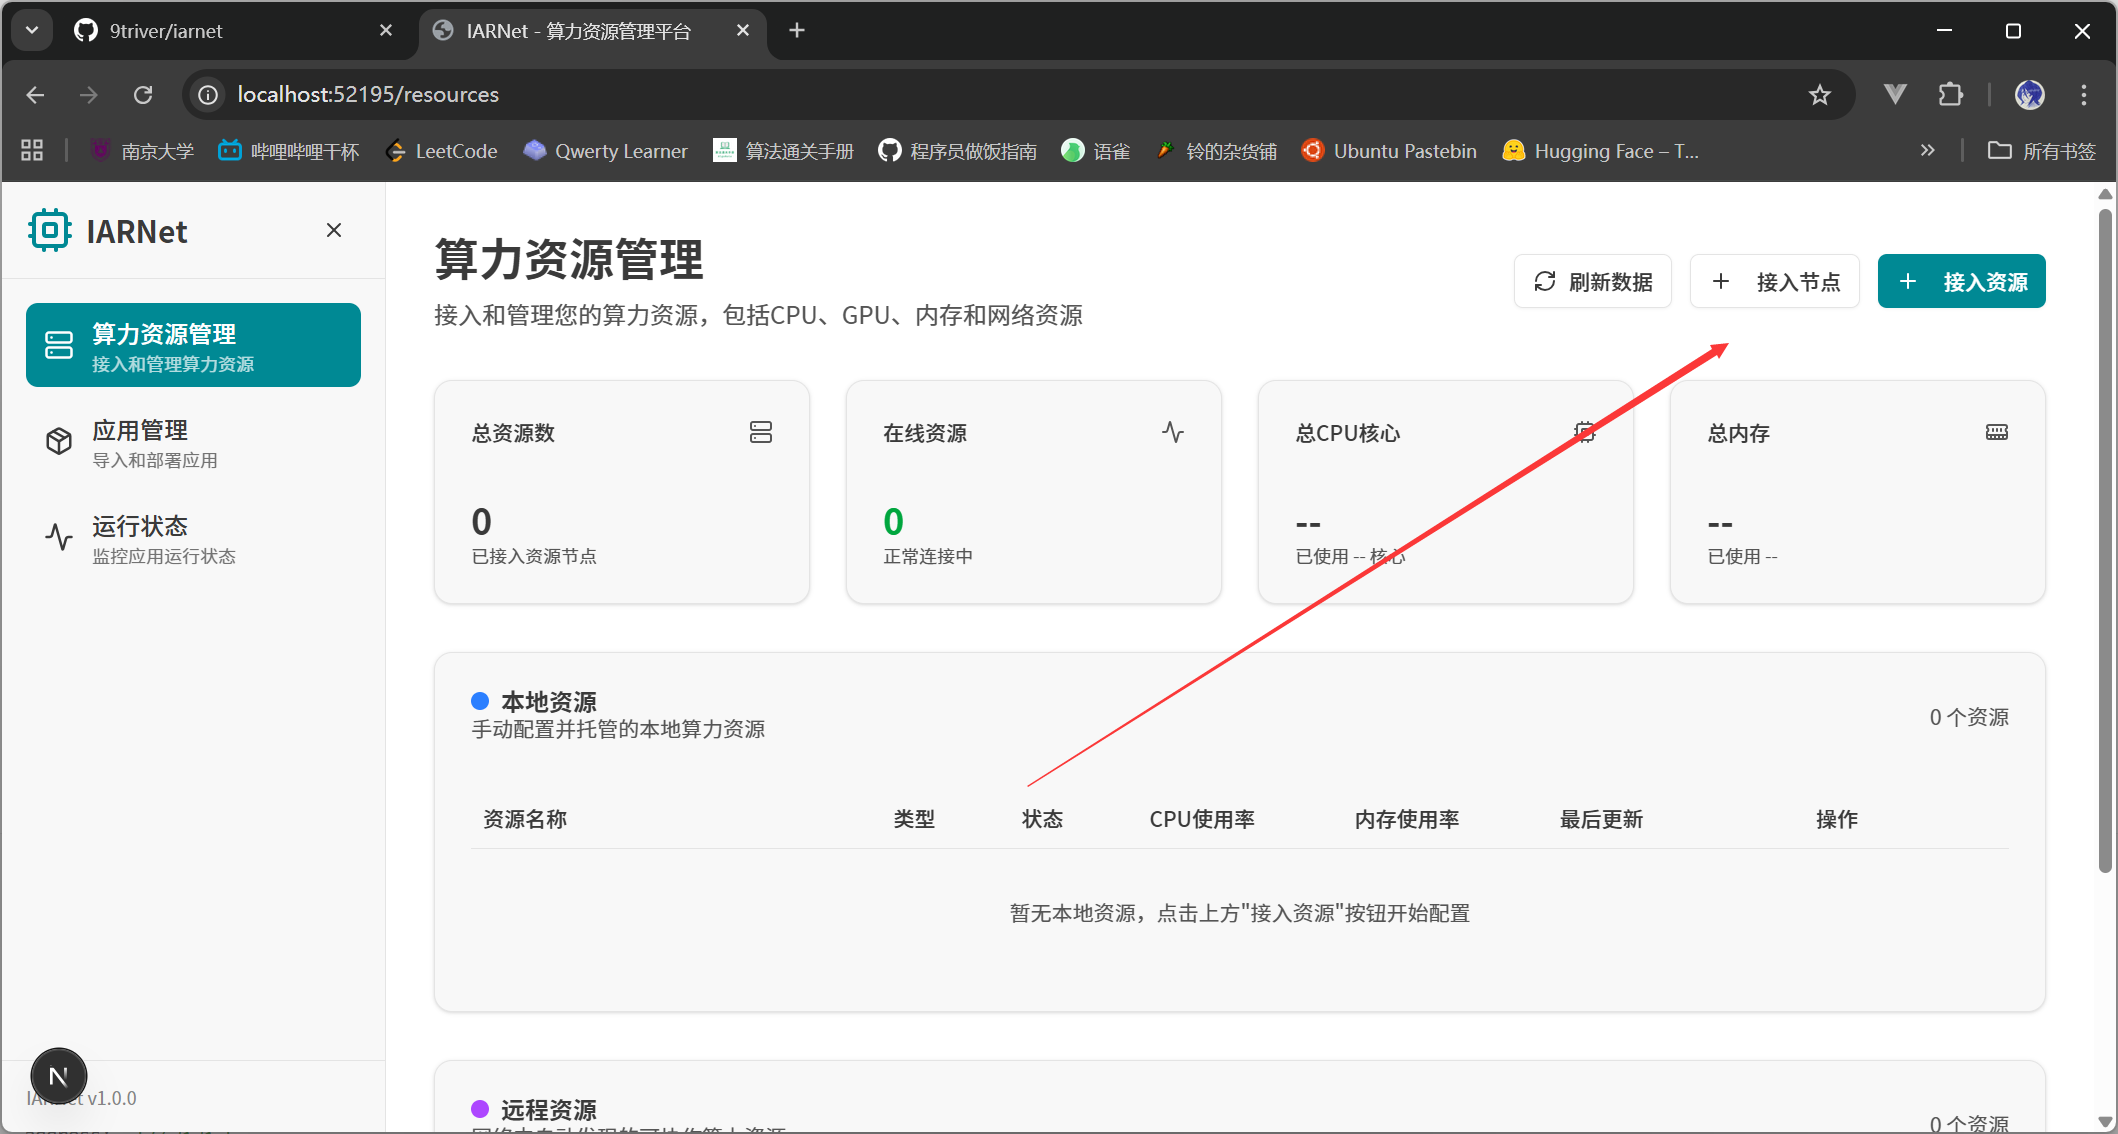 9triver/iarnet
IARNet - 算力资源管理平台
localhost:52195/resources
南京大学
哔哩哔哩干杯
LeetCode
Qwerty Learner
算法通关手册
程序员做饭指南
语雀
铃的杂货铺
Ubuntu Pastebin
Hugging Face – T...
所有书签
IARNet
算力资源管理
接入和管理算力资源
应用管理
导入和部署应用
运行状态
监控应用运行状态
N
v1.0.0
算力资源管理
接入和管理您的算力资源，包括CPU、GPU、内存和网络资源
刷新数据
接入节点
接入资源
总资源数
0
已接入资源节点
在线资源
0
正常连接中
总CPU核心
--
已使用 -- 核心
总内存
--
已使用 --
本地资源
手动配置并托管的本地算力资源
0 个资源
资源名称 类型 状态 CPU使用率 内存使用率 最后更新 操作
暂无本地资源，点击上方"接入资源"按钮开始配置
远程资源
0 个资源